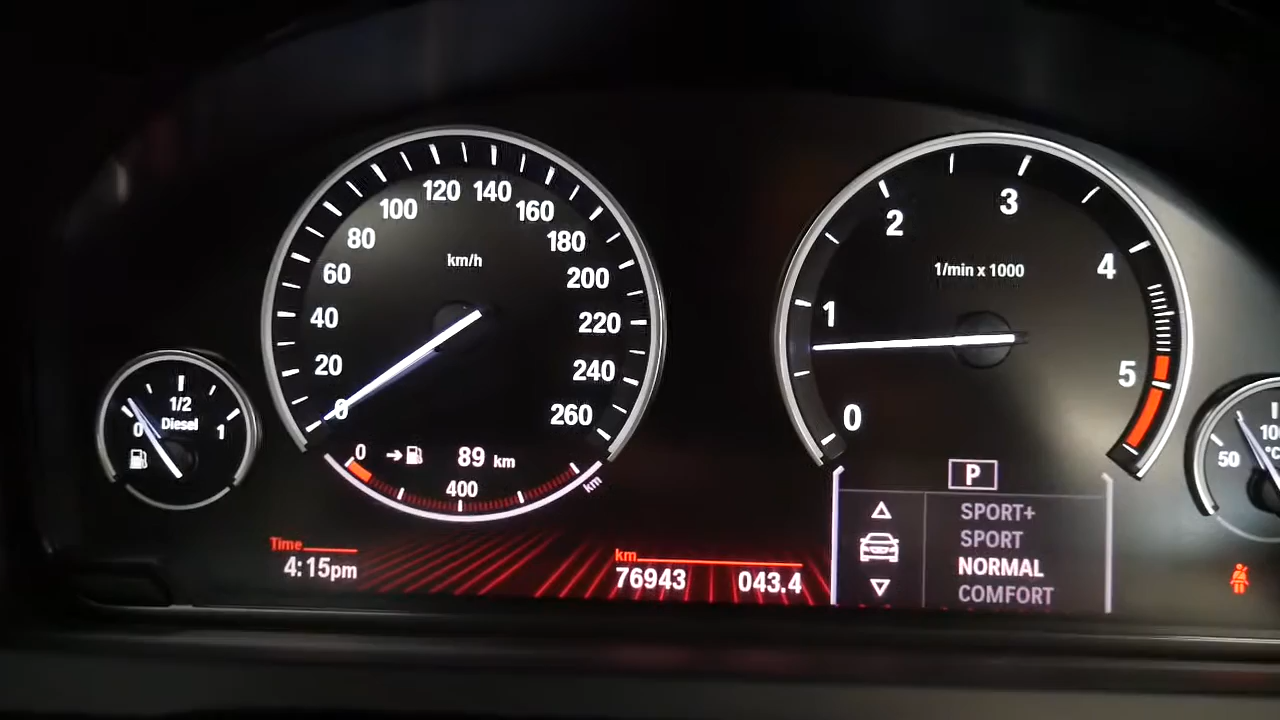 120 140
100 160
80 180
60 200
40 220
20 240
0 260
km/h
1/2
Diesel
0 1
0 89 km
400
km
Time
4:15pm
km
76943 043.4
3
2
4
1/min x 1000
1
5
0
P
SPORT+
SPORT
NORMAL
COMFORT
50
°C